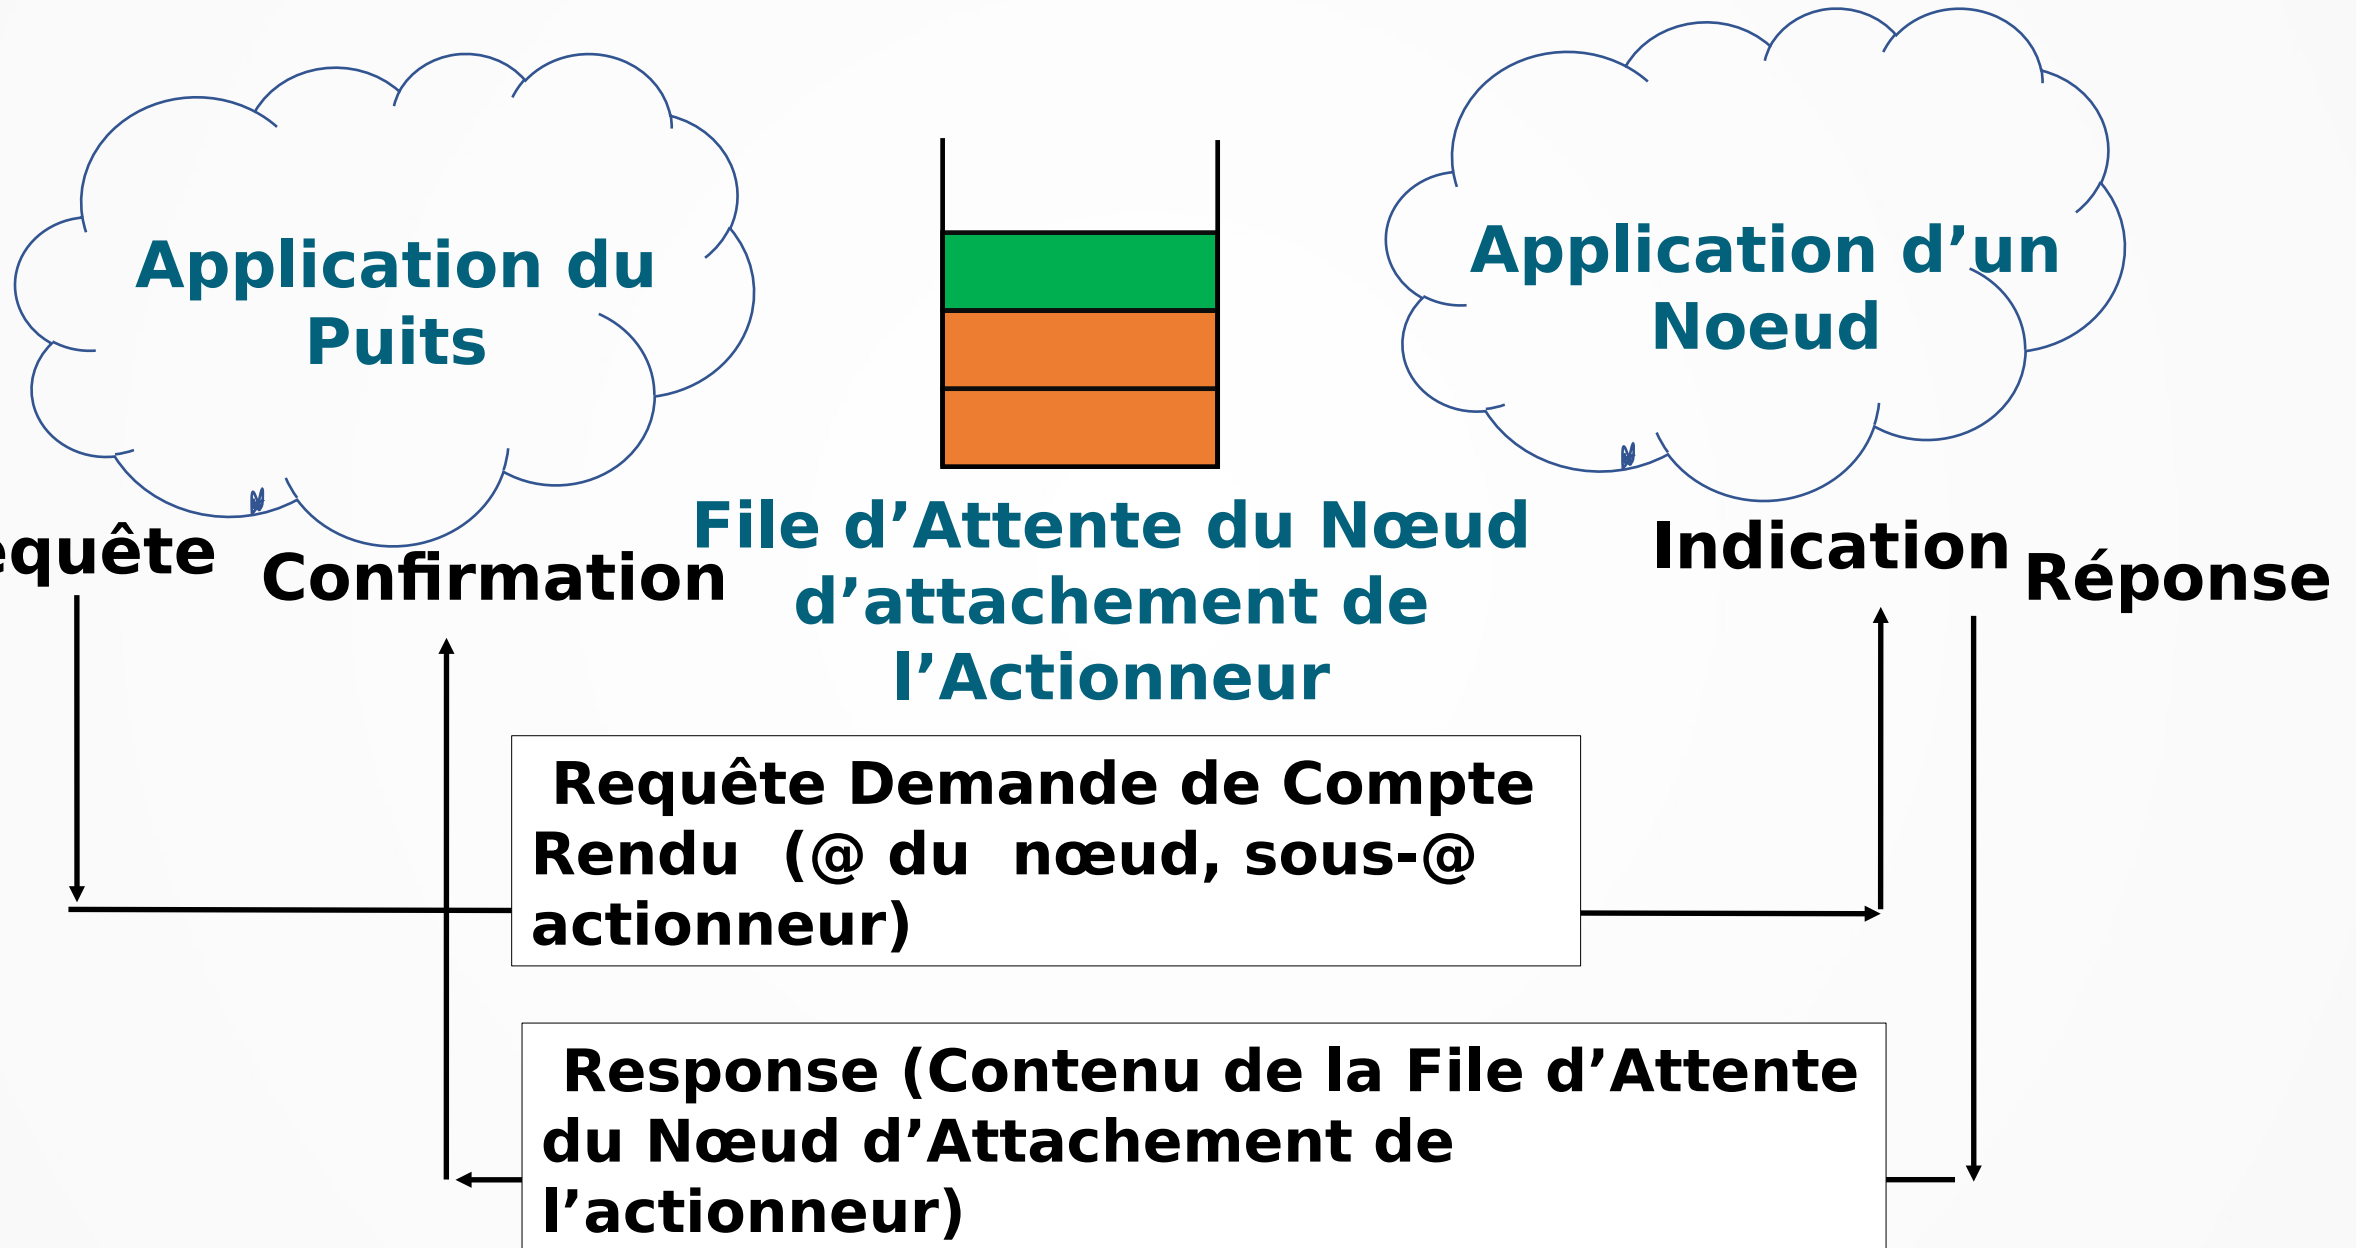 Application du
Puits
Application d’un
Noeud
File d’Attente du Nœud
d’attachement de
l’Actionneur
equête
Confirmation
Indication
Réponse
Requête Demande de Compte
Rendu (@ du nœud, sous-@
actionneur)
Response (Contenu de la File d’Attente
du Nœud d’Attachement de
l’actionneur)